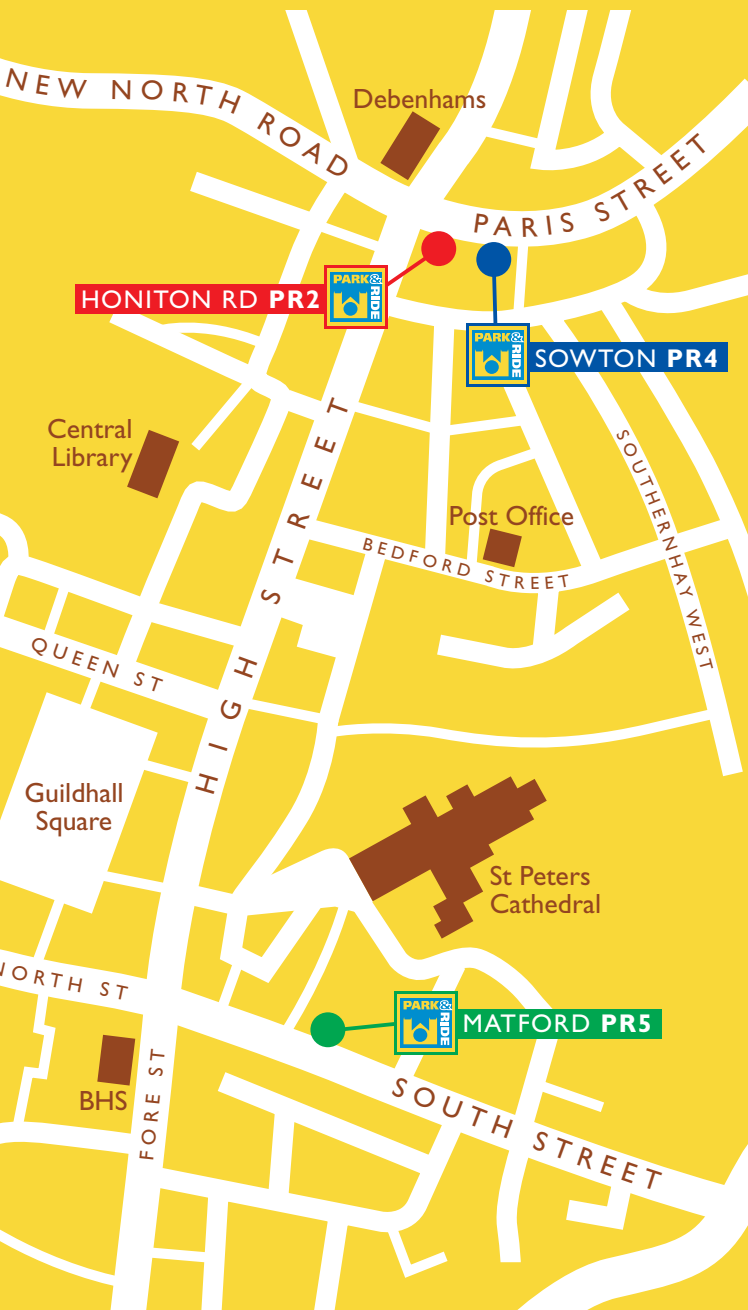 NEW NORTH ROAD
Debenhams
PARIS STREET
HONITON RD PR2
PARK& RIDE
PARK& RIDE
SOWTON PR4
HIGH STREET
Central
Library
SOUTHERNHAY WEST
Post Office
BEDFORD STREET
QUEEN ST
Guildhall
Square
St Peters
Cathedral
NORTH ST
PARK& RIDE
MATFORD PR5
BHS
FORE ST
SOUTH STREET